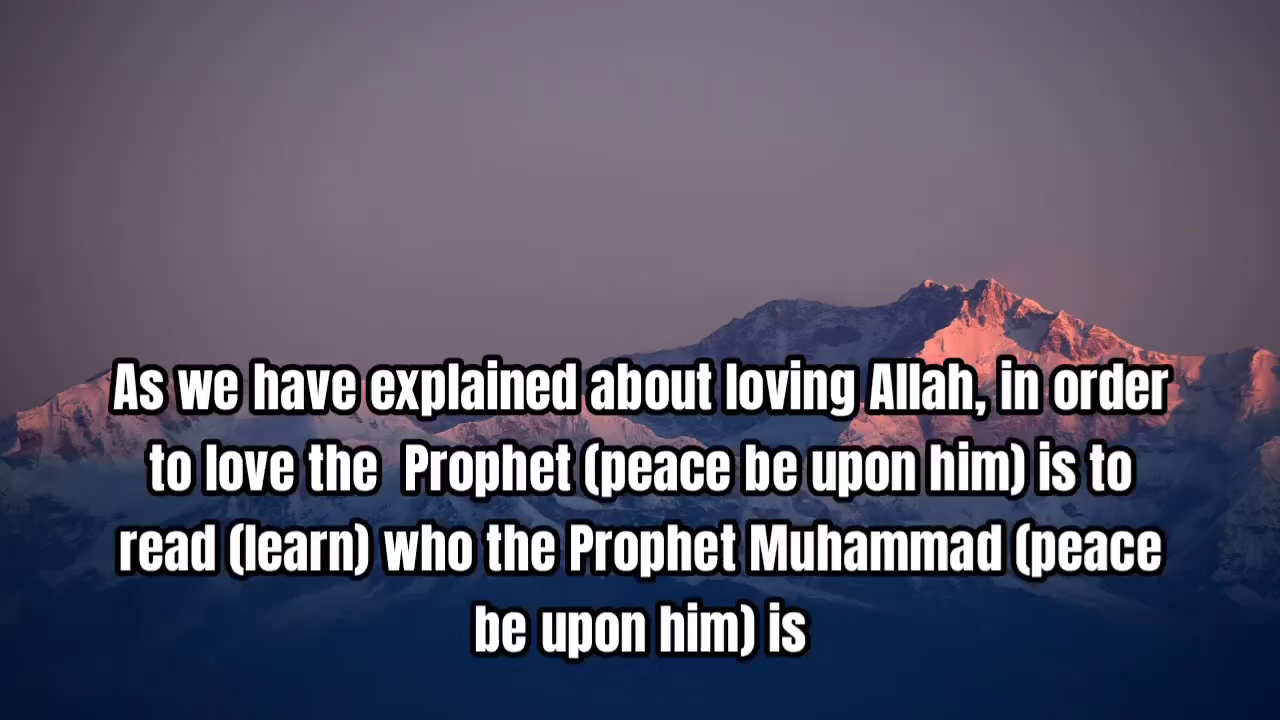 As we have explained about loving Allah, in order
to love the  Prophet (peace be upon him) is to
read (learn) who the Prophet Muhammad (peace
be upon him) is